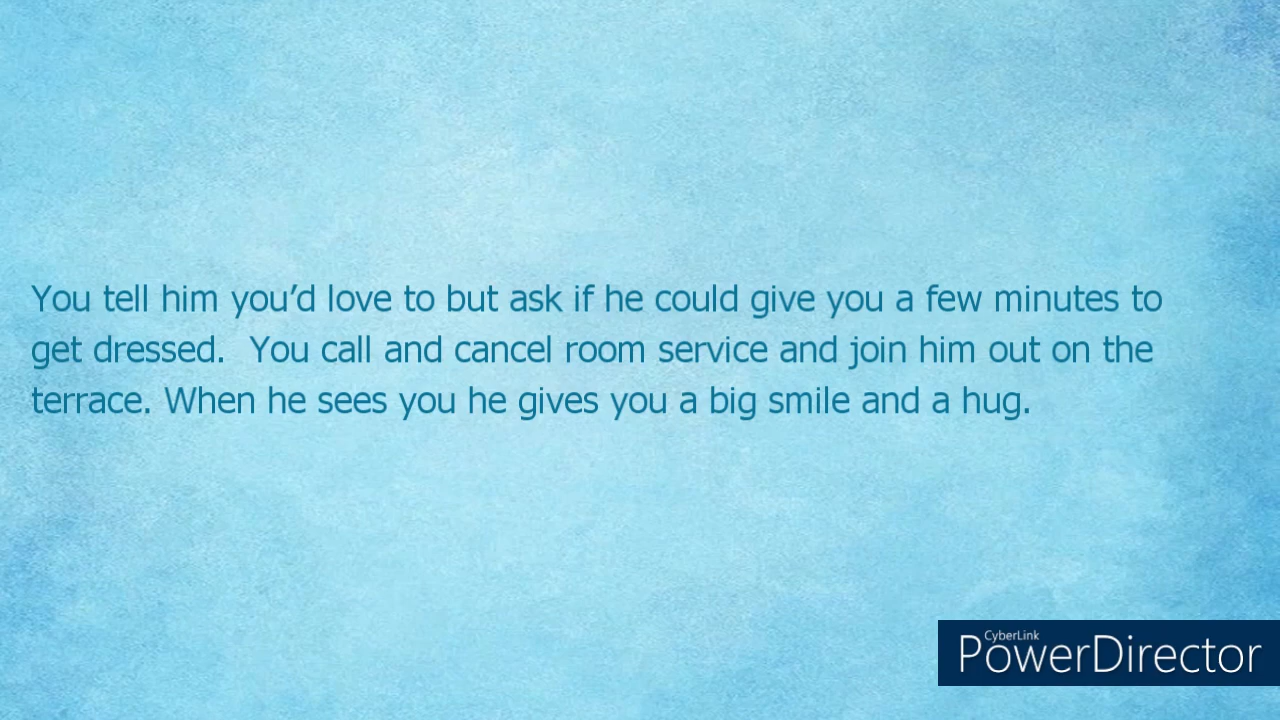 You tell him you’d love to but ask if he could give you a few minutes to
get dressed.  You call and cancel room service and join him out on the
terrace. When he sees you he gives you a big smile and a hug.
CyberLink
PowerDirector